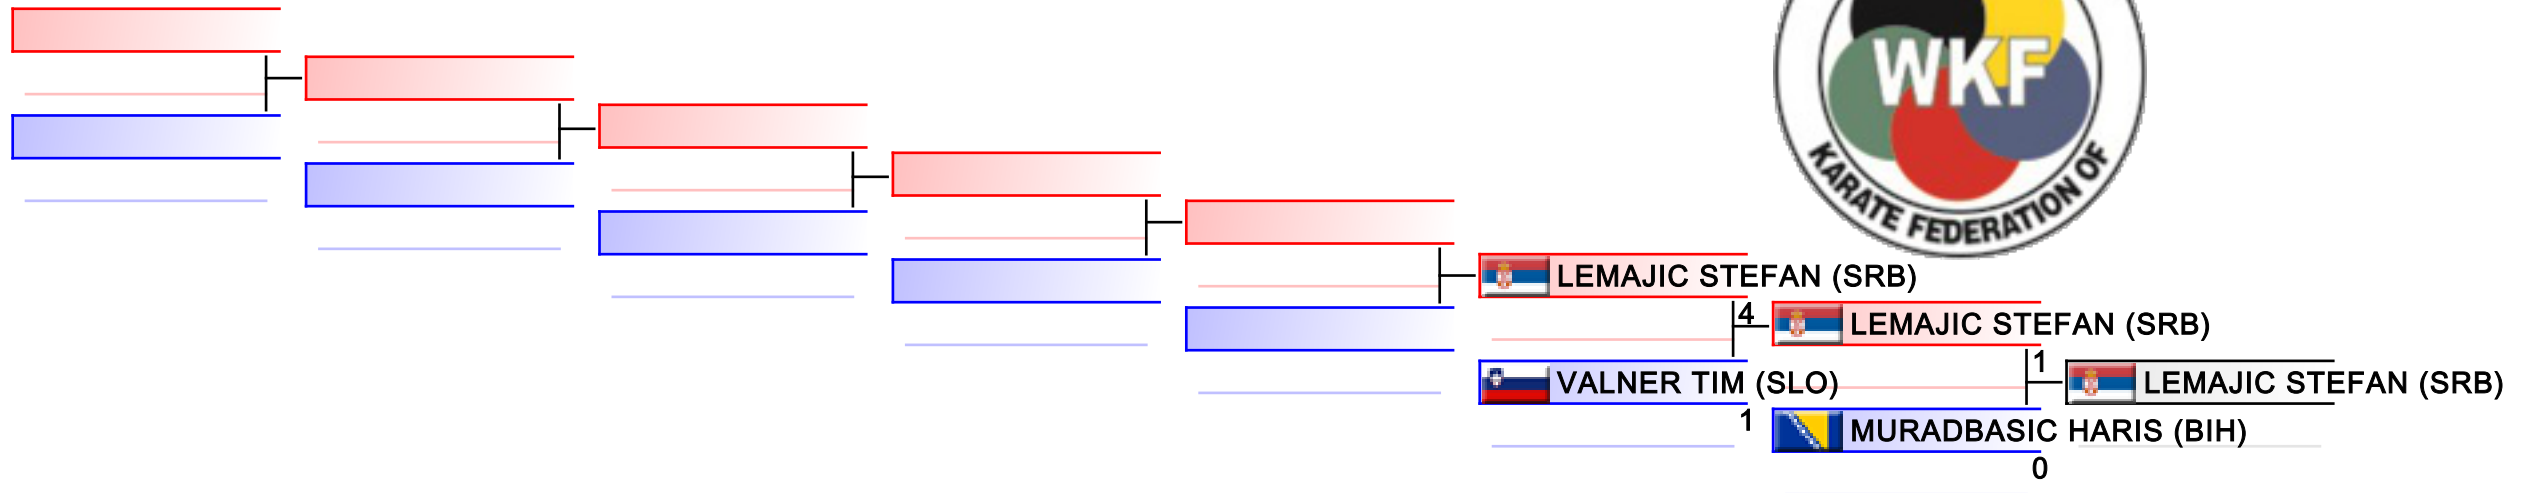 WKF
KARATE FEDERATION OF
LEMAJIC STEFAN (SRB)
4
LEMAJIC STEFAN (SRB)
1
VALNER TIM (SLO)
LEMAJIC STEFAN (SRB)
1
MURADBASIC HARIS (BIH)
0